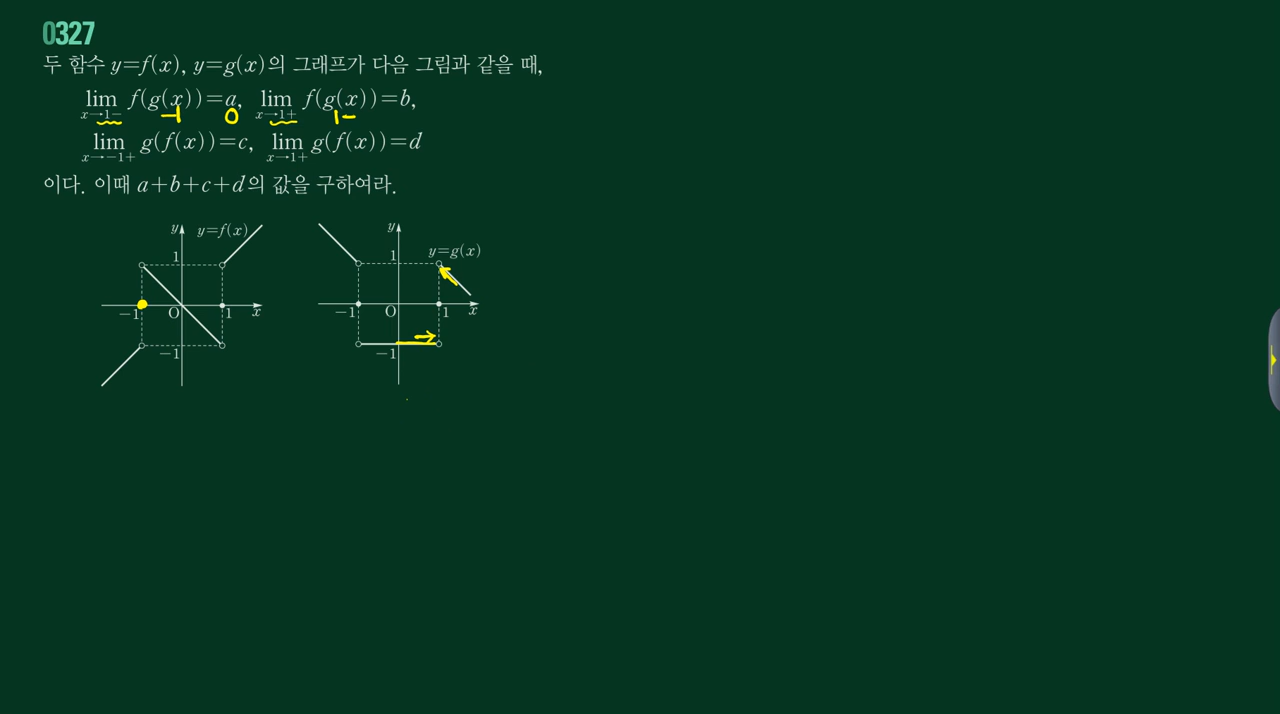 0327
두 함수 y=f(x), y=g(x)의 그래프가 다음 그림과 같을 때,
lim x→1− f(g(x))=a, lim x→1+ f(g(x))=b,
−1 0 1−
lim x→−1+ g(f(x))=c, lim x→1+ g(f(x))=d
이다. 이때 a+b+c+d의 값을 구하여라.
y y=f(x)
1
−1 O 1 x
−1
y
y=g(x)
1
−1 O 1 x
−1